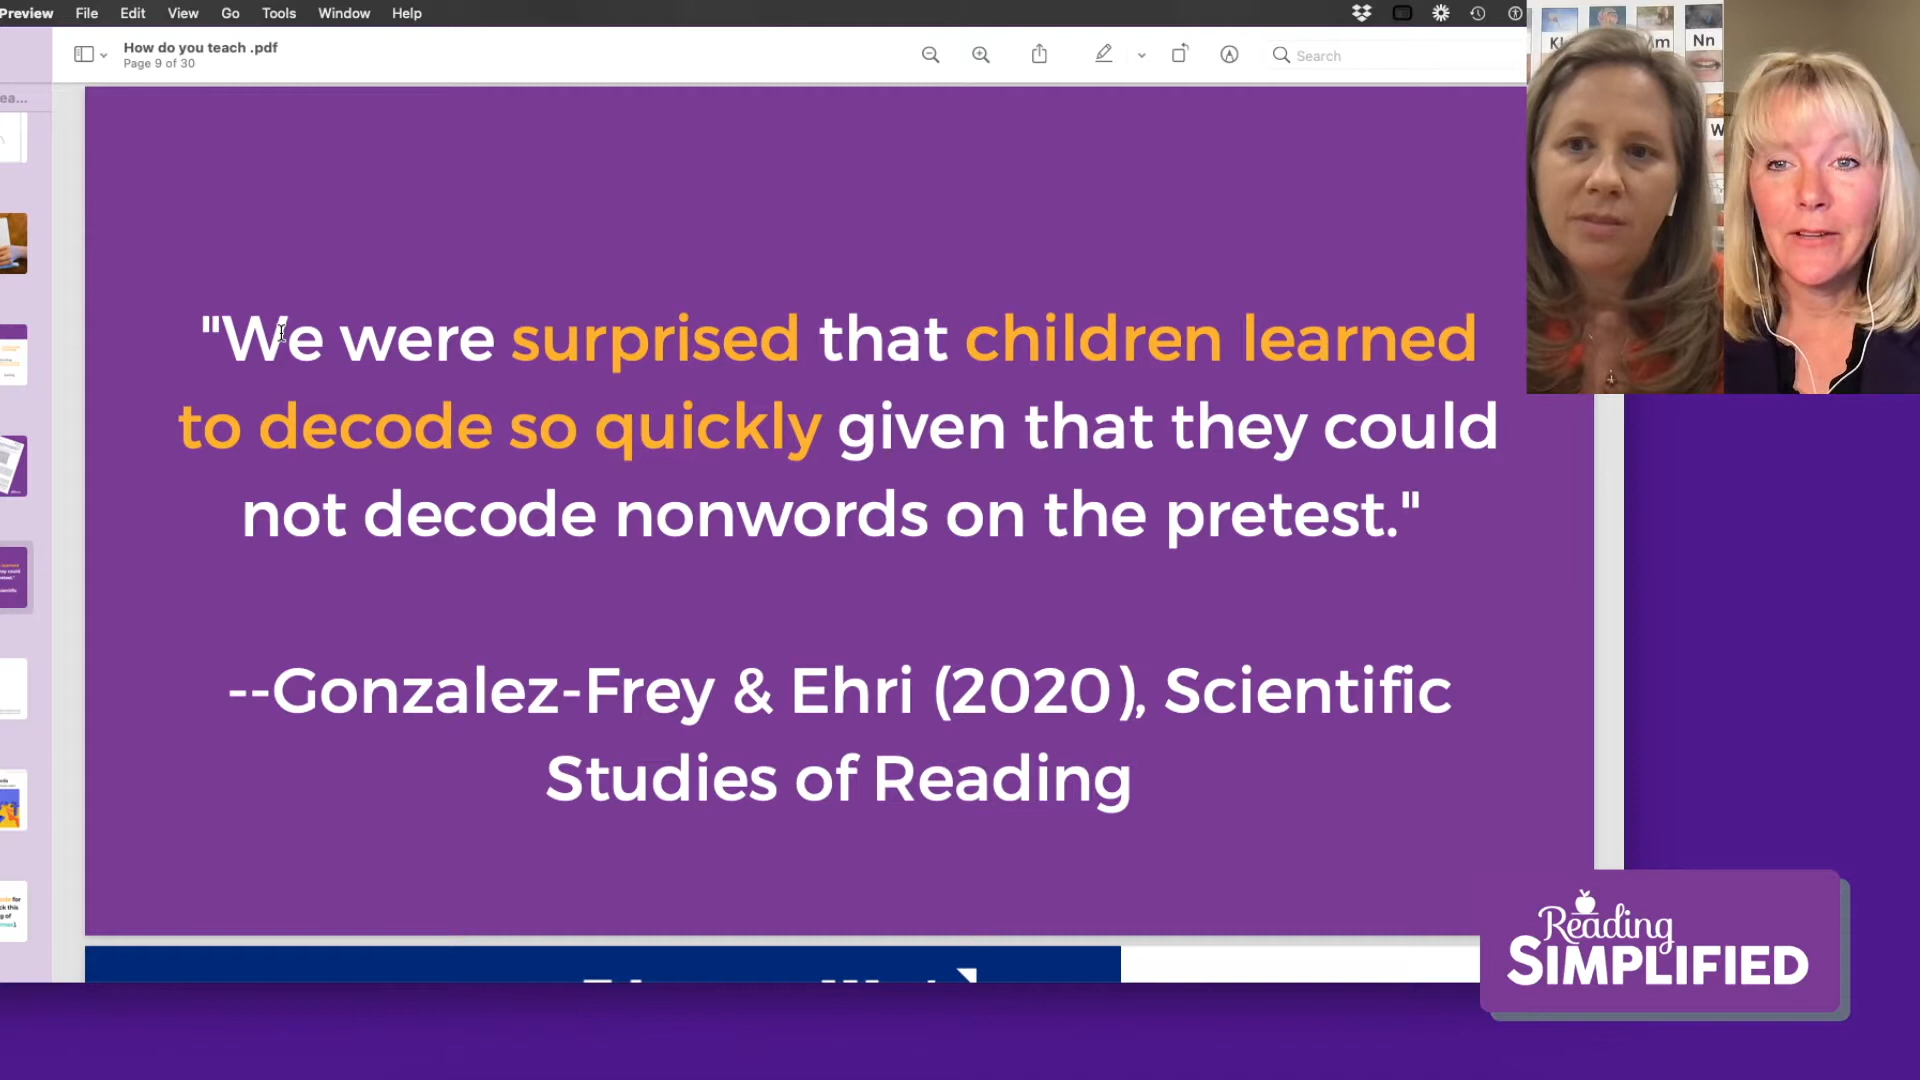 Preview File Edit View Go Tools Window Help
How do you teach .pdf
Page 9 of 30
Search
ea...
"We were surprised that children learned
to decode so quickly given that they could
not decode nonwords on the pretest."
--Gonzalez-Frey & Ehri (2020), Scientific
Studies of Reading
Nn
W
Reading
SIMPLIFIED